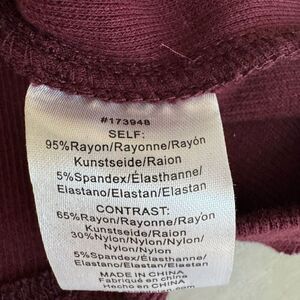 #173948
SELF:
95%Rayon/Rayonne/Rayón
Kunstseide/Raion
5%Spandex/Élasthanne/
Elastano/Elastan/Elastan
CONTRAST:
65%Rayon/Rayonne/Rayon
Kunstseide/Raion
30%Nylon/Nylon/Nylon/
Nylon/Nylon
5%Spandex/Élasthanne/
Elastano/Elastan/Elastan
MADE IN CHINA
Fabriqué en chine
Hecho en CHINA